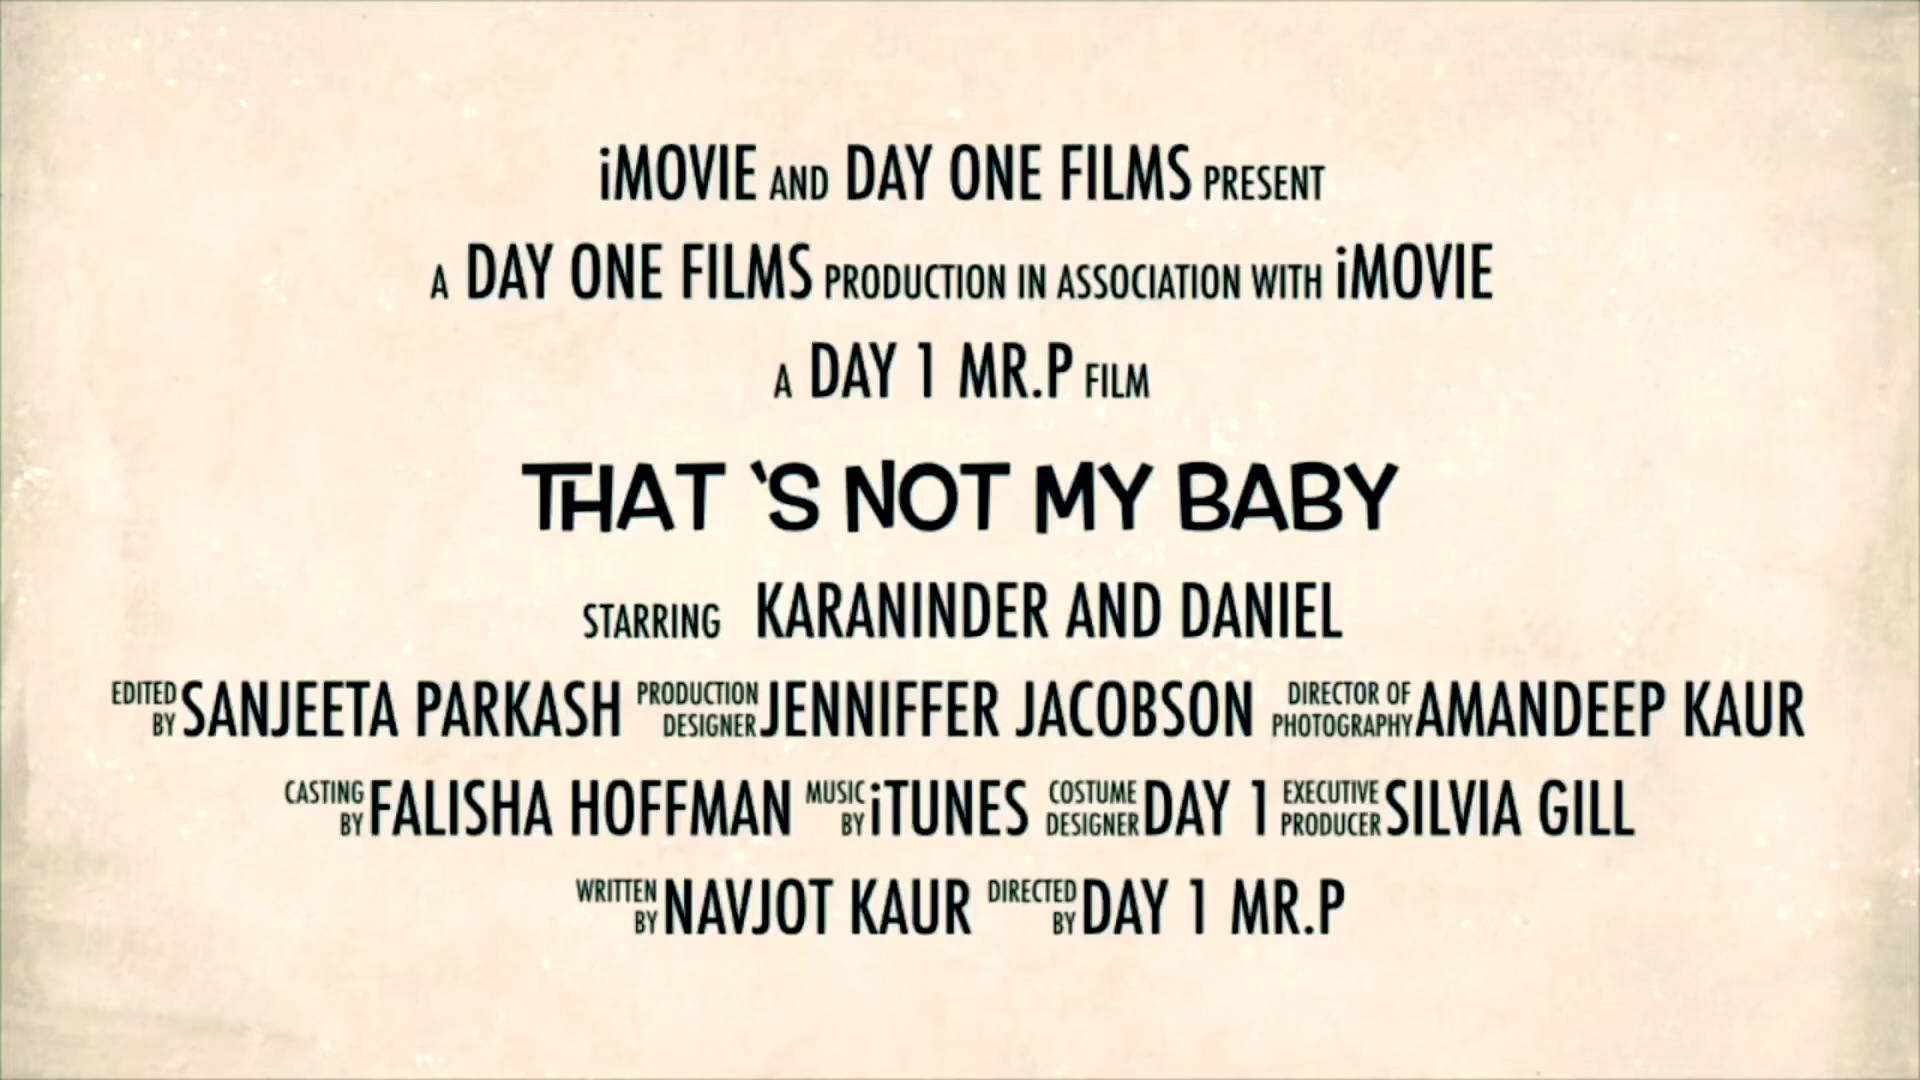 iMOVIE AND DAY ONE FILMS PRESENT
A DAY ONE FILMS PRODUCTION IN ASSOCIATION WITH iMOVIE
A DAY 1 MR.P FILM
THAT 'S NOT MY BABY
STARRING KARANINDER AND DANIEL
EDITED BY SANJEETA PARKASH PRODUCTION DESIGNER JENNIFFER JACOBSON DIRECTOR OF PHOTOGRAPHY AMANDEEP KAUR
CASTING BY FALISHA HOFFMAN MUSIC BY iTUNES COSTUME DESIGNER DAY 1 EXECUTIVE PRODUCER SILVIA GILL
WRITTEN BY NAVJOT KAUR DIRECTED BY DAY 1 MR.P